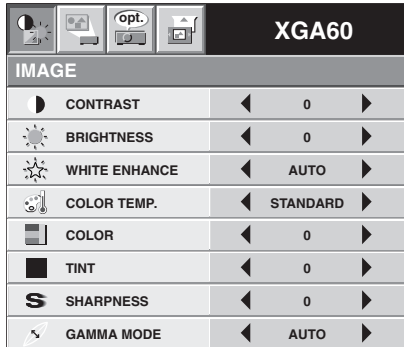 opt. XGA60
IMAGE
CONTRAST 0
BRIGHTNESS 0
WHITE ENHANCE AUTO
COLOR TEMP. STANDARD
COLOR 0
TINT 0
S SHARPNESS 0
GAMMA MODE AUTO